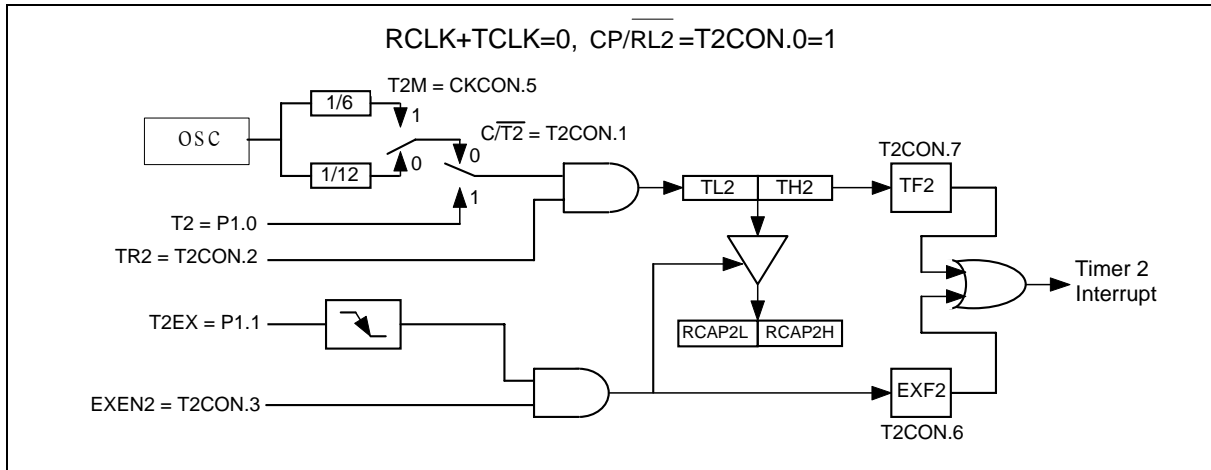 RCLK+TCLK=0, CP/RL2=T2CON.0=1
T2M = CKCON.5
1/6
1
OSC
C/T2 = T2CON.1
0
0
1/12
1
T2CON.7
TL2
TH2
TF2
T2 = P1.0
TR2 = T2CON.2
Timer 2
Interrupt
T2EX = P1.1
RCAP2L
RCAP2H
EXEN2 = T2CON.3
EXF2
T2CON.6